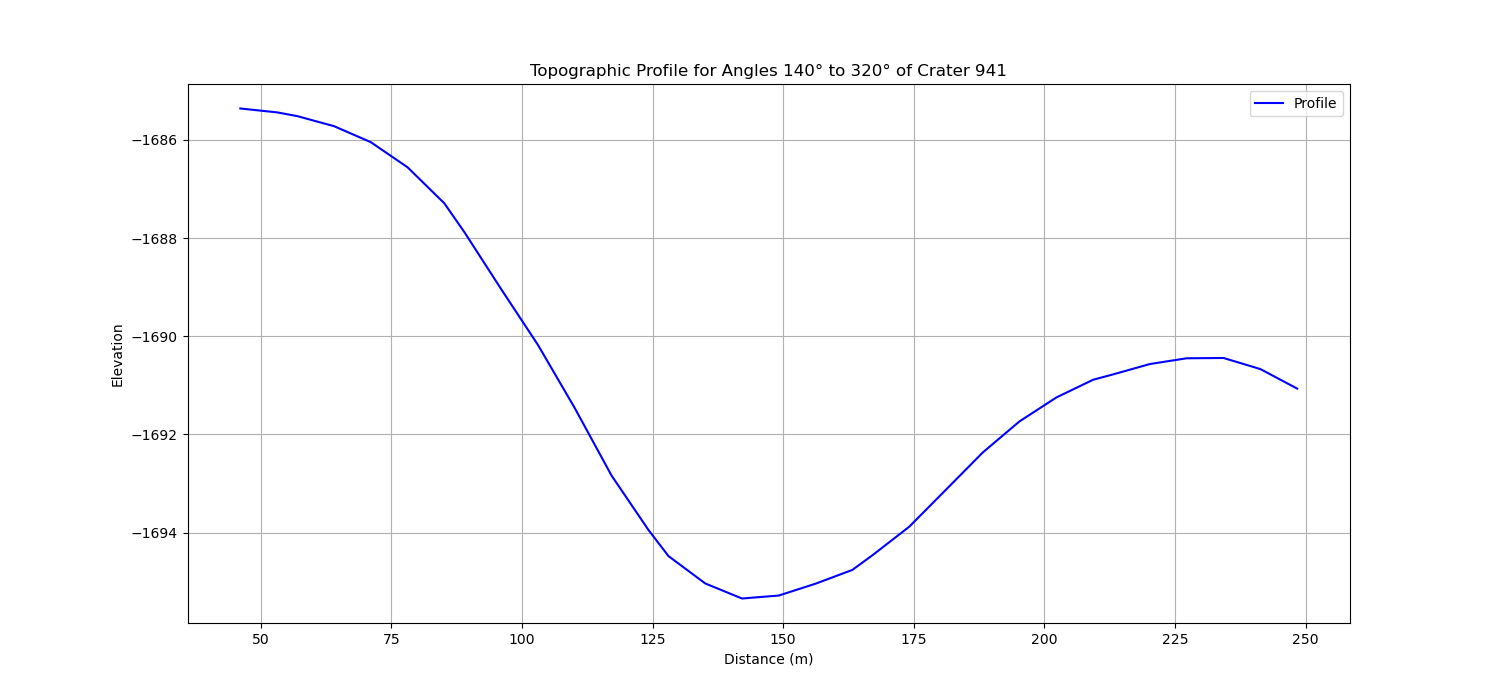 Topographic Profile for Angles 140° to 320° of Crater 941
Profile
−1686
−1688
−1690
−1692
−1694
Elevation
50 75 100 125 150 175 200 225 250
Distance (m)